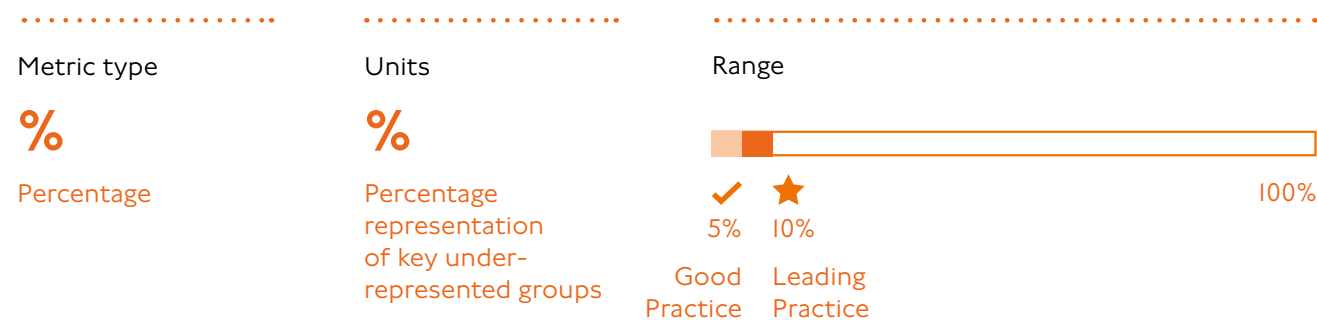 Metric type
%
Percentage
Units
%
Percentage
representation
of key under-
represented groups
Range
5%
10%
100%
Good
Practice
Leading
Practice